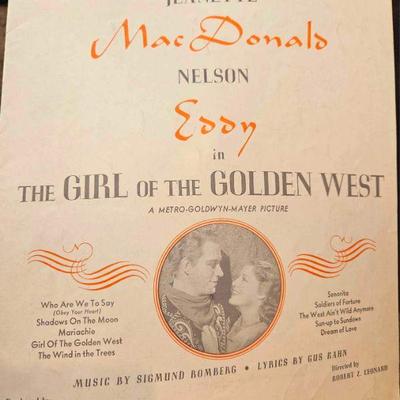 JEANETTE
MacDonald
NELSON
Eddy
in
THE GIRL OF THE GOLDEN WEST
A METRO-GOLDWYN-MAYER PICTURE
Who Are We To Say
(Obey Your Heart)
Shadows On The Moon
Mariachie
Girl Of The Golden West
The Wind in the Trees
Senorita
Soldiers of Fortune
The West Ain't Wild Anymore
Sun-up to Sundown
Dream of Love
MUSIC BY SIGMUND ROMBERG • LYRICS BY GUS KAHN
Directed by
ROBERT Z. LEONARD